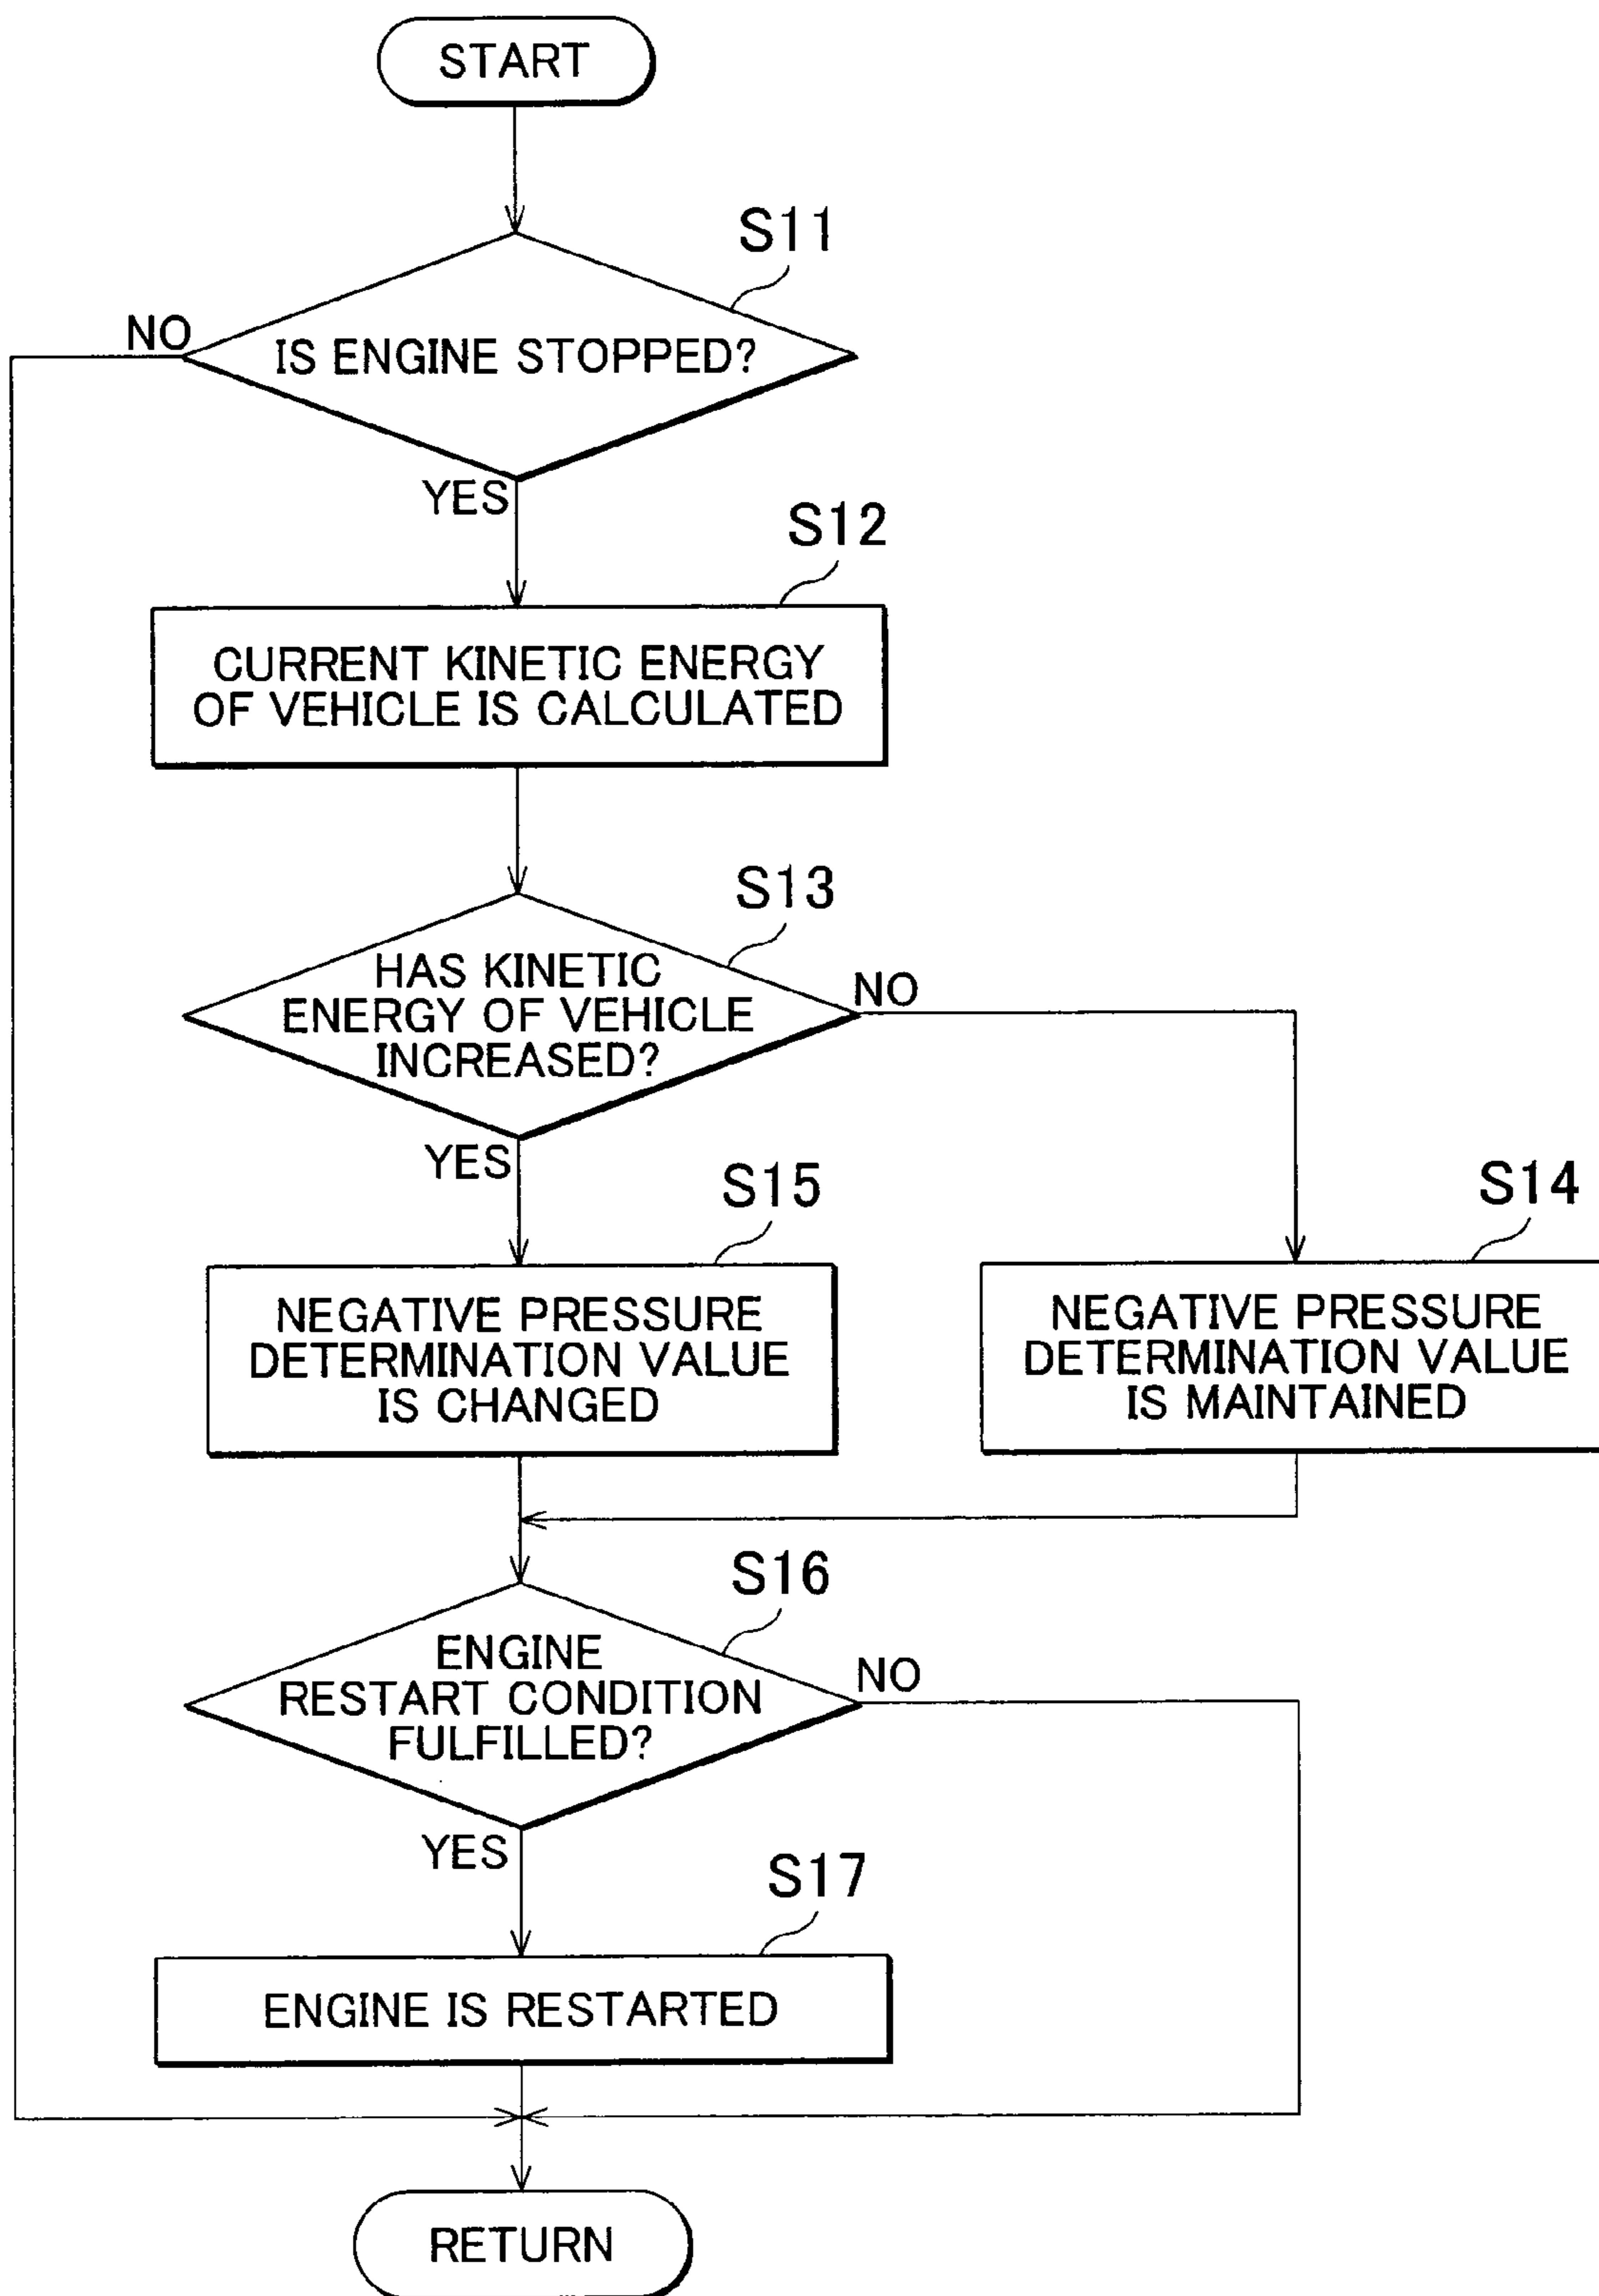 START
S11
NO
IS ENGINE STOPPED?
YES
S12
CURRENT KINETIC ENERGY
OF VEHICLE IS CALCULATED
S13
HAS KINETIC
ENERGY OF VEHICLE
INCREASED?
NO
YES
S15
S14
NEGATIVE PRESSURE
DETERMINATION VALUE
IS CHANGED
NEGATIVE PRESSURE
DETERMINATION VALUE
IS MAINTAINED
S16
ENGINE
RESTART CONDITION
FULFILLED?
NO
YES
S17
ENGINE IS RESTARTED
RETURN